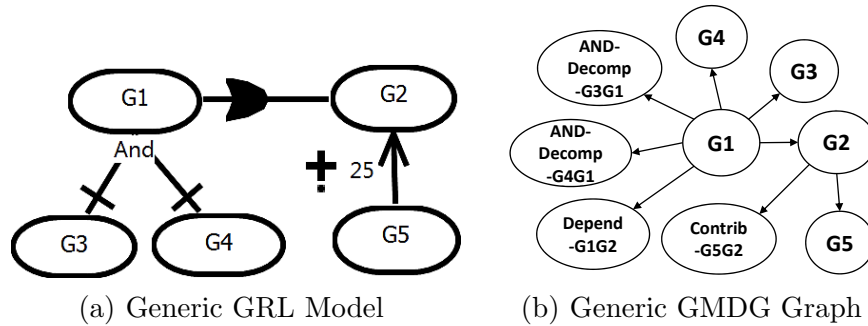 G1
G2
And
25
G3
G4
G5
(a) Generic GRL Model
AND-
Decomp
-G3G1
G4
G3
AND-
Decomp
-G4G1
G1
G2
Depend
-G1G2
Contrib
-G5G2
G5
(b) Generic GMDG Graph